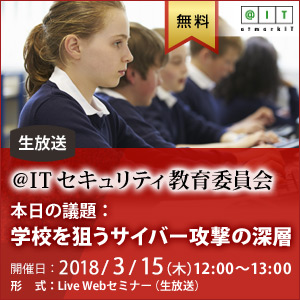 無料
@IT
atmarkIT
生放送
@IT セキュリティ教育委員会
本日の議題：
学校を狙うサイバー攻撃の深層
開催日：2018/3/15（木）12:00～13:00
形　式：Live Webセミナー（生放送）